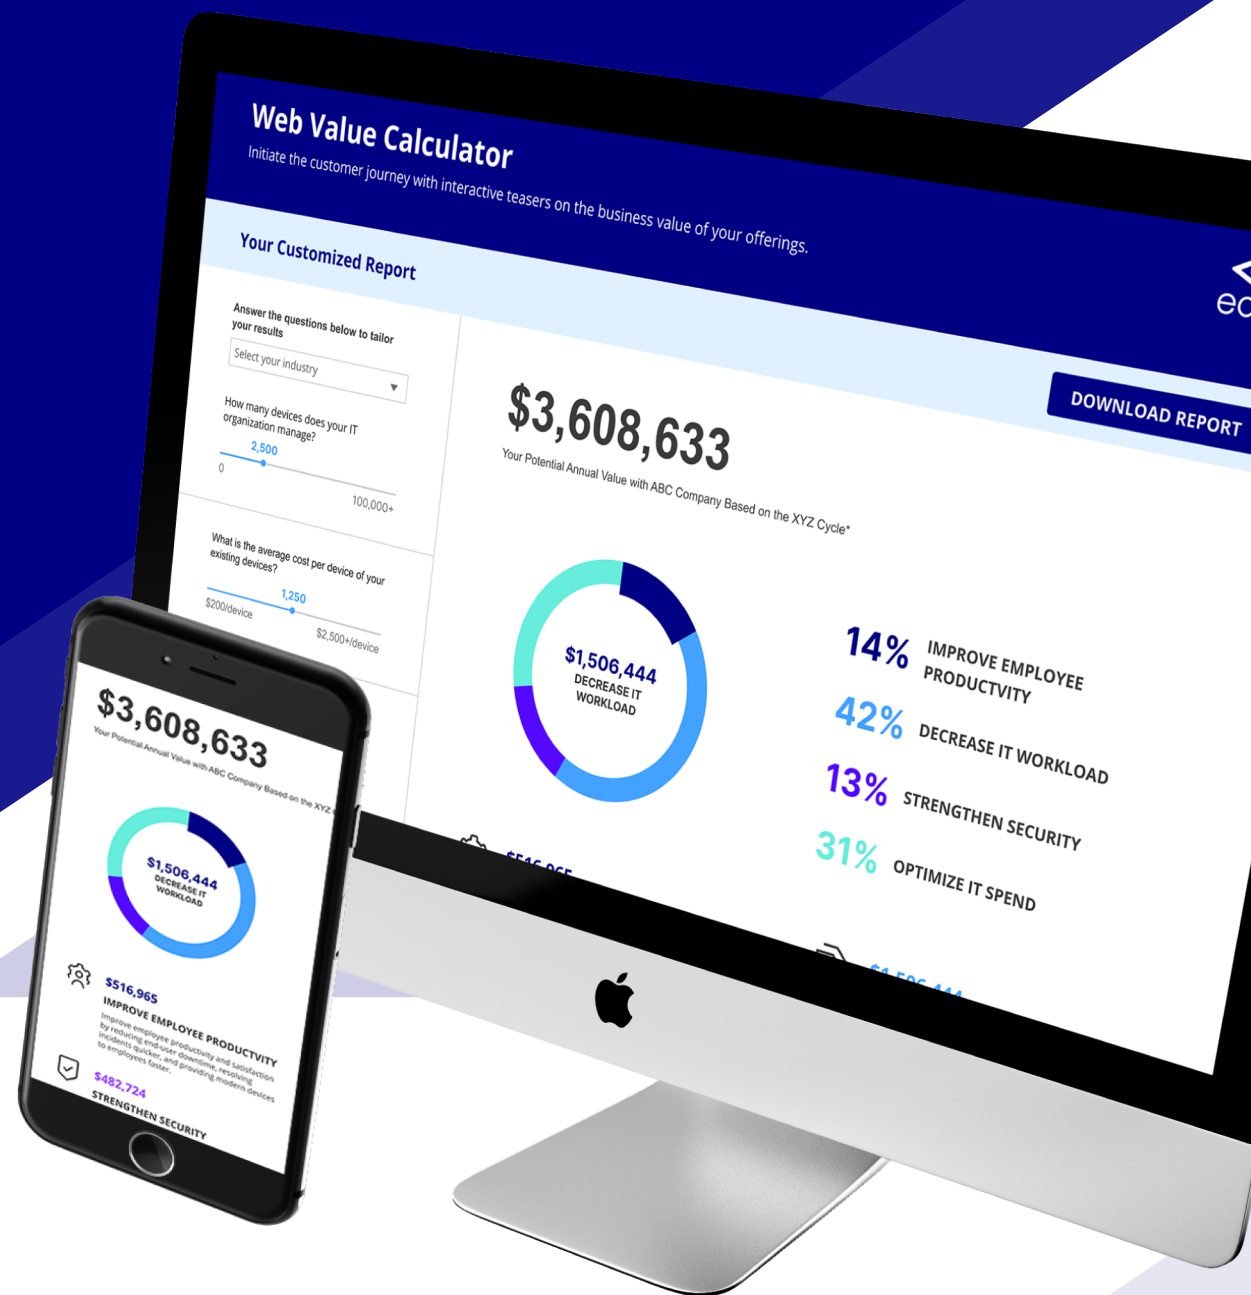 Web Value Calculator
Initiate the customer journey with interactive teasers on the business value of your offerings.
Your Customized Report
DOWNLOAD REPORT
Answer the questions below to tailor
your results
Select your industry
How many devices does your IT
organization manage?
2,500
0
100,000+
What is the average cost per device of your
existing devices?
1,250
$200/device
$2,500+/device
$3,608,633
Your Potential Annual Value with ABC Company Based on the XYZ Cycle*
$1,506,444
DECREASE IT
WORKLOAD
14% IMPROVE EMPLOYEE
PRODUCTVITY
42% DECREASE IT WORKLOAD
13% STRENGTHEN SECURITY
31% OPTIMIZE IT SPEND
$516,965
$1,506,444
$3,608,633
Your Potential Annual Value with ABC Company Based on the XYZ
$1,506,444
DECREASE IT
WORKLOAD
$516,965
IMPROVE EMPLOYEE PRODUCTVITY
Improve employee productivity and satisfaction
by reducing end-user downtime, resolving
incidents quicker, and providing modern devices
to employees faster.
$482,724
STRENGTHEN SECURITY